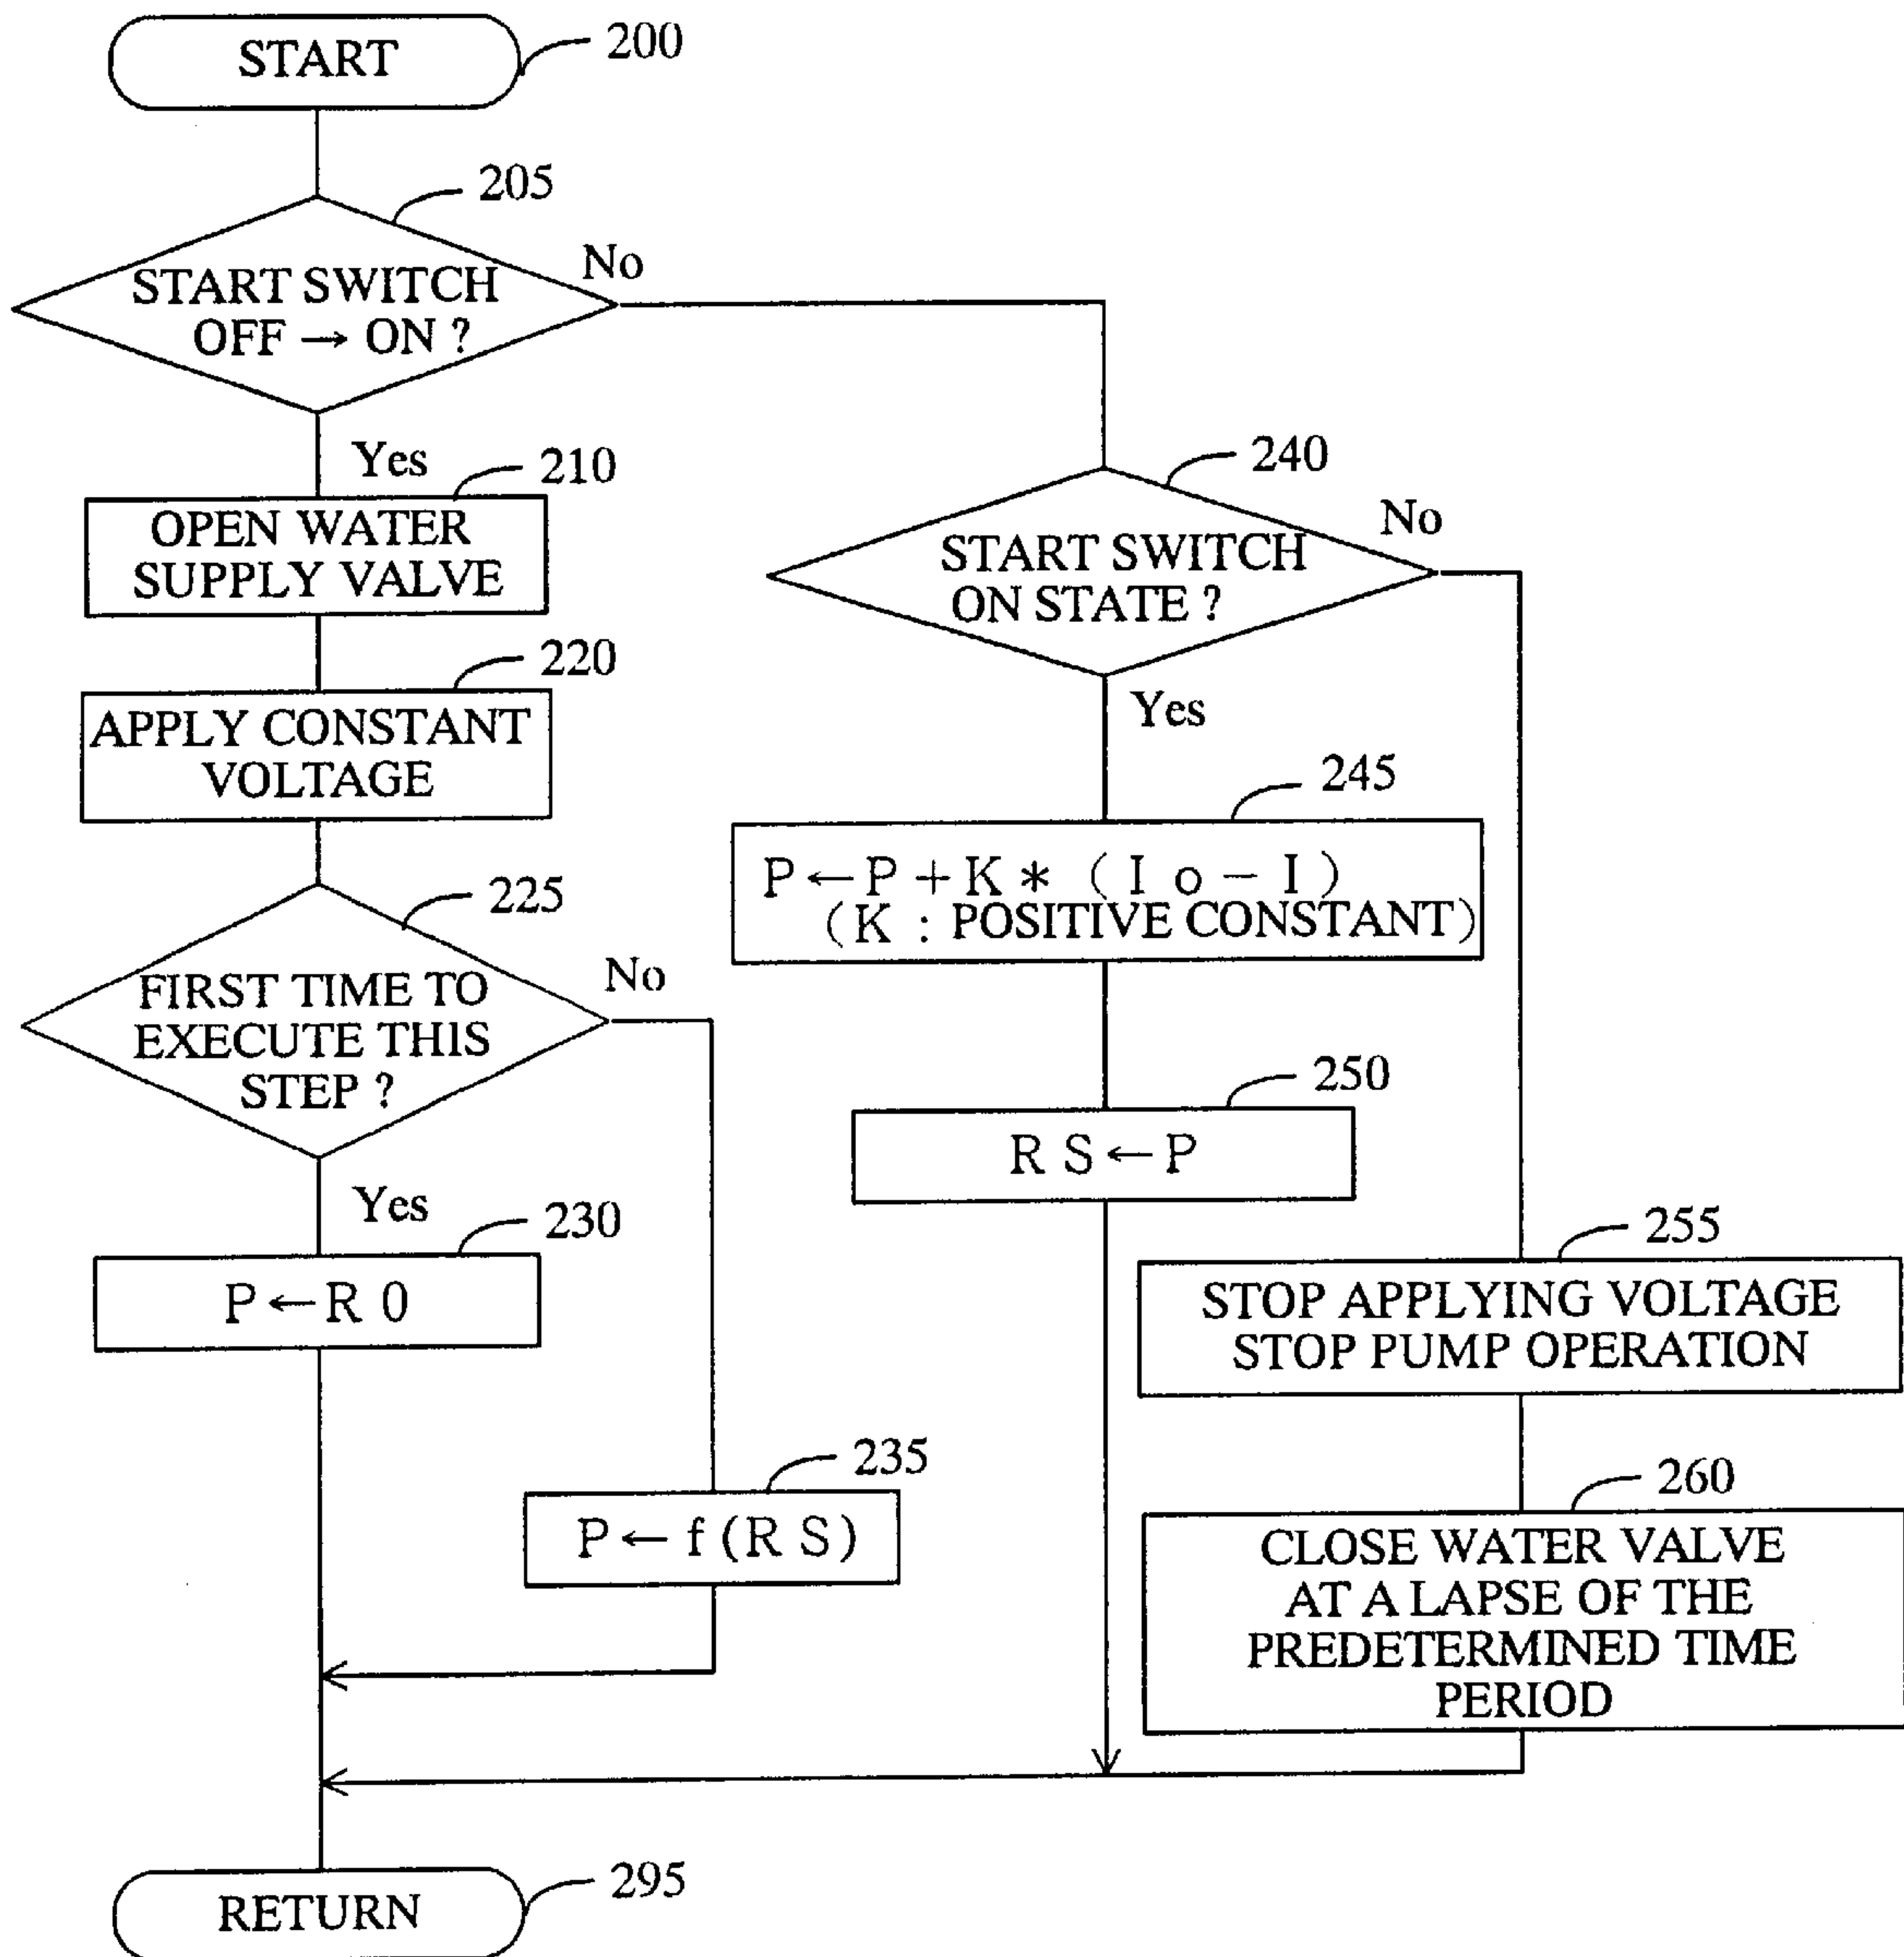 START
200
205
START SWITCH
OFF → ON ?
No
Yes
210
OPEN WATER
SUPPLY VALVE
220
APPLY CONSTANT
VOLTAGE
225
FIRST TIME TO
EXECUTE THIS
STEP ?
No
Yes
230
P ← R 0
235
P ← f ( R S )
240
START SWITCH
ON STATE ?
No
Yes
245
P ← P + K * ( I o − I )
( K : POSITIVE CONSTANT )
250
R S ← P
255
STOP APPLYING VOLTAGE
STOP PUMP OPERATION
260
CLOSE WATER VALVE
AT A LAPSE OF THE
PREDETERMINED TIME
PERIOD
RETURN
295